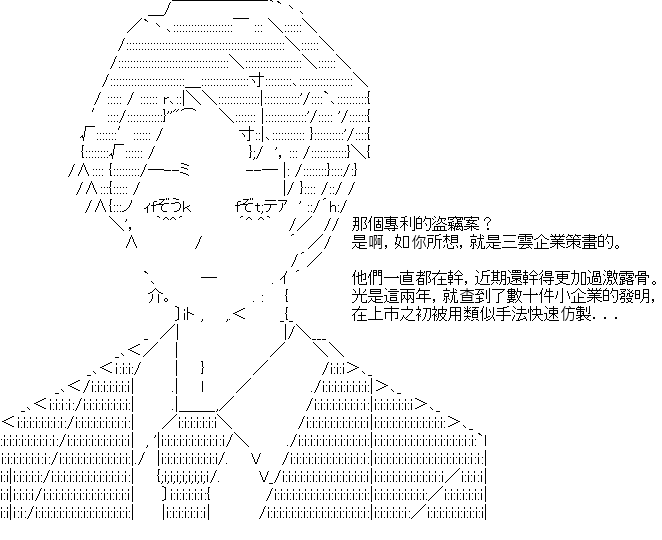 那個專利的盜竊案？
是啊，如你所想，就是三雲企業策畫的。
他們一直都在幹，近期還幹得更加過激露骨。
光是這兩年，就查到了數十件小企業的發明，
在上市之初被用類似手法快速仿製．．．